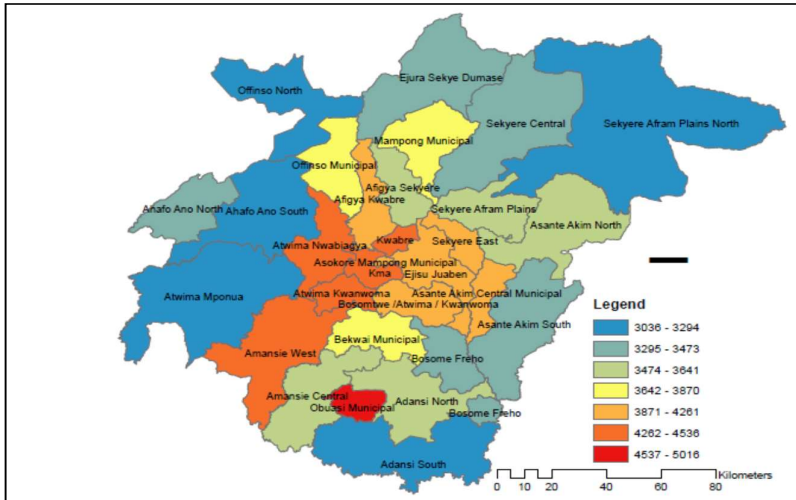 Offinso North
Ejura Sekye Dumase
Sekyere Central
Sekyere Afram Plains North
Mampong Municipal
Offinso Municipal
Afigya Sekyere
Afigya Kwabre
Ahafo Ano North
Ahafo Ano South
Sekyere Afram Plains
Asante Akim North
Atwima Nwabiagya
Kwabre
Sekyere East
Asokore Mampong Municipal
Kma
Ejisu Juaben
Atwima Mponua
Atwima Kwanwoma
Asante Akim Central Municipal
Bosomtwe /Atwima / Kwanwoma
Asante Akim South
Bekwai Municipal
Amansie West
Bosome Freho
Amansie Central
Obuasi Municipal
Adansi North
Bosome Freho
Adansi South
Legend
3036 - 3294
3295 - 3473
3474 - 3641
3642 - 3870
3871 - 4261
4262 - 4536
4537 - 5016
Kilometers
0 10 20 40 60 80